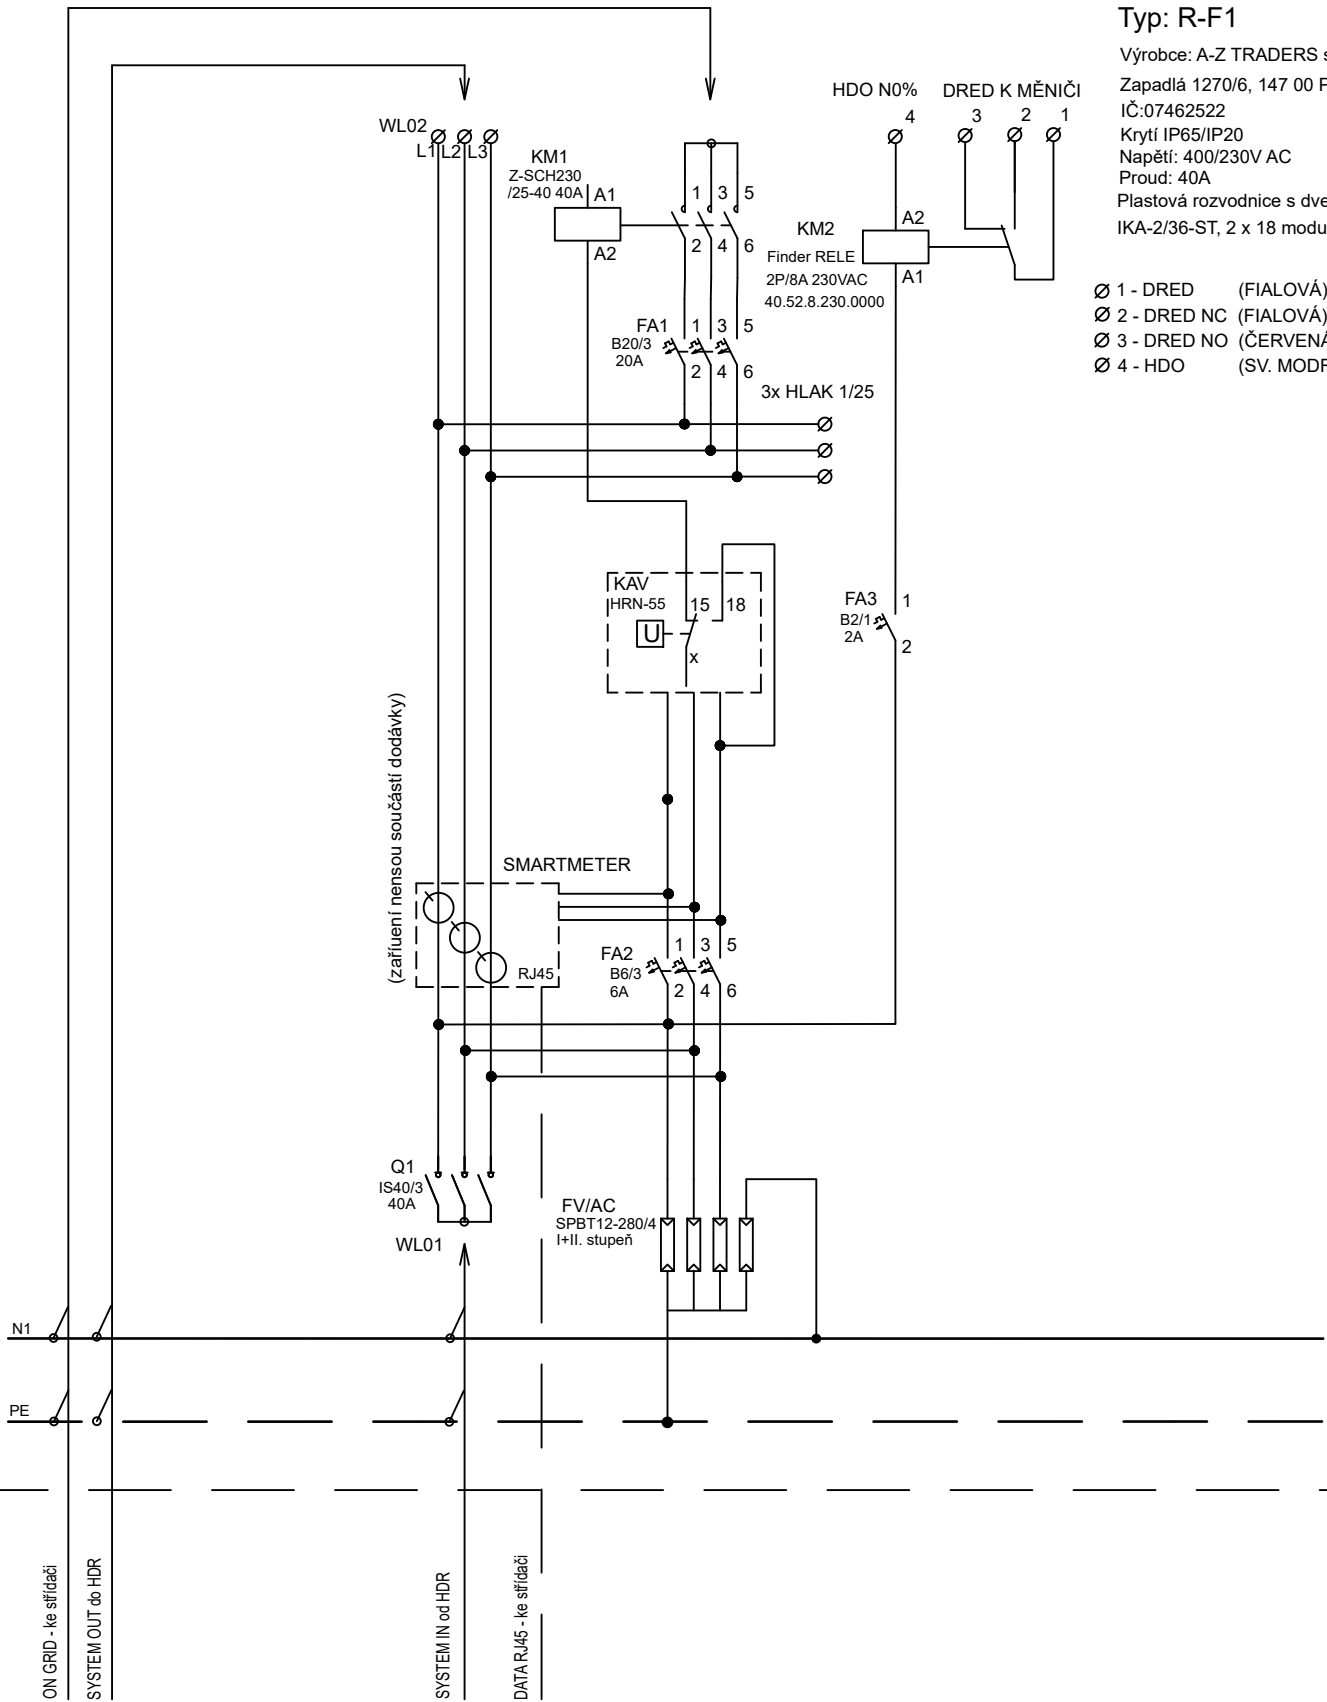 Typ: R-F1
Výrobce: A-Z TRADERS s
Zapadlá 1270/6, 147 00 P
IČ:07462522
Krytí IP65/IP20
Napětí: 400/230V AC
Proud: 40A
Plastová rozvodnice s dve
IKA-2/36-ST, 2 x 18 modu
1 - DRED (FIALOVÁ)
2 - DRED NC (FIALOVÁ)
3 - DRED NO (ČERVENÁ
4 - HDO (SV. MODR
HDO N0%
4
DRED K MĚNIČI
3 2 1
WL02
L1 L2 L3
KM1
Z-SCH230
/25-40 40A
A1
A2
1 3 5
2 4 6
KM2
Finder RELE
2P/8A 230VAC
40.52.8.230.0000
A2
A1
FA1
B20/3
20A
1 3 5
2 4 6
3x HLAK 1/25
KAV
HRN-55
15 18
U
x
FA3
B2/1
2A
1
2
(zařiuení nensou součástí dodávky)
SMARTMETER
RJ45
FA2
B6/3
6A
1 3 5
2 4 6
Q1
IS40/3
40A
WL01
FV/AC
SPBT12-280/4
I+II. stupeň
N1
PE
ON GRID - ke střídači
SYSTEM OUT do HDR
SYSTEM IN od HDR
DATA RJ45 - ke střídači